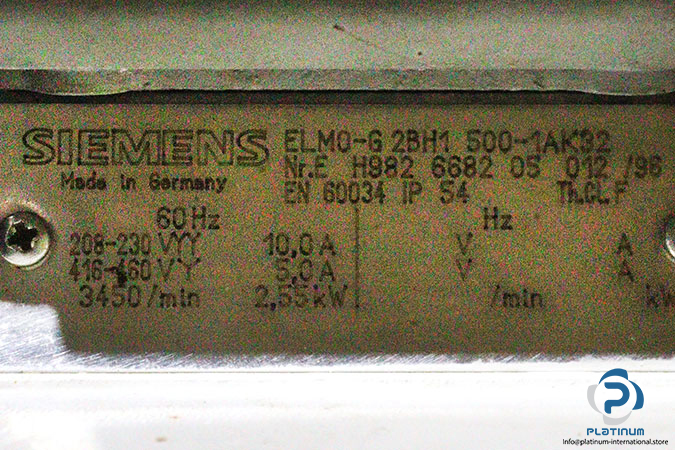 SIEMENS
Made in Germany
ELMO-G 2BH1 500-1AK32
Nr.E H982 6682 05 012 /96
EN 60034 IP 54 Th.Cl.F
60 Hz Hz
208-230 VYY 10,0 A V A
416-460 VY 5,0 A V A
3450 /min 2,55 kW /min kW
PLATINUM
Info@platinum-international.store